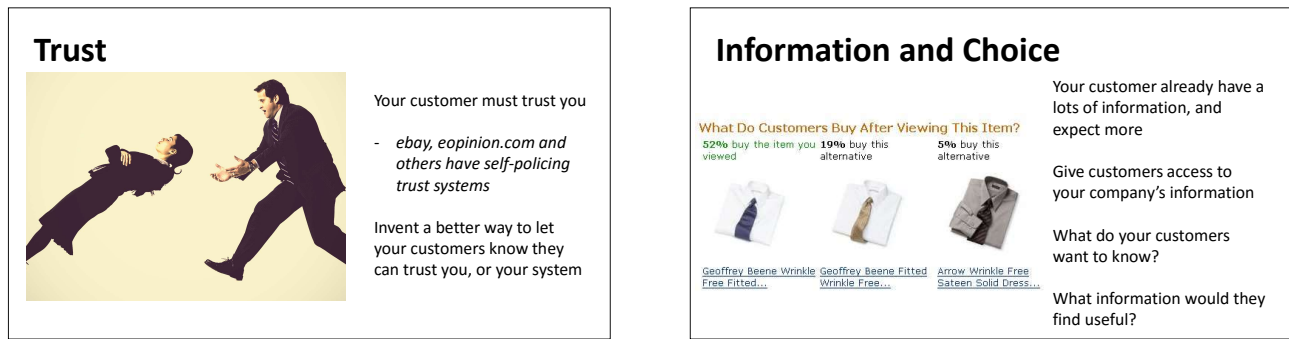 Trust
Your customer must trust you
- ebay, eopinion.com and
others have self-policing
trust systems
Invent a better way to let
your customers know they
can trust you, or your system
Information and Choice
What Do Customers Buy After Viewing This Item?
52% buy the item you
viewed
19% buy this
alternative
5% buy this
alternative
Geoffrey Beene Wrinkle
Free Fitted...
Geoffrey Beene Fitted
Wrinkle Free...
Arrow Wrinkle Free
Sateen Solid Dress...
Your customer already have a
lots of information, and
expect more
Give customers access to
your company’s information
What do your customers
want to know?
What information would they
find useful?